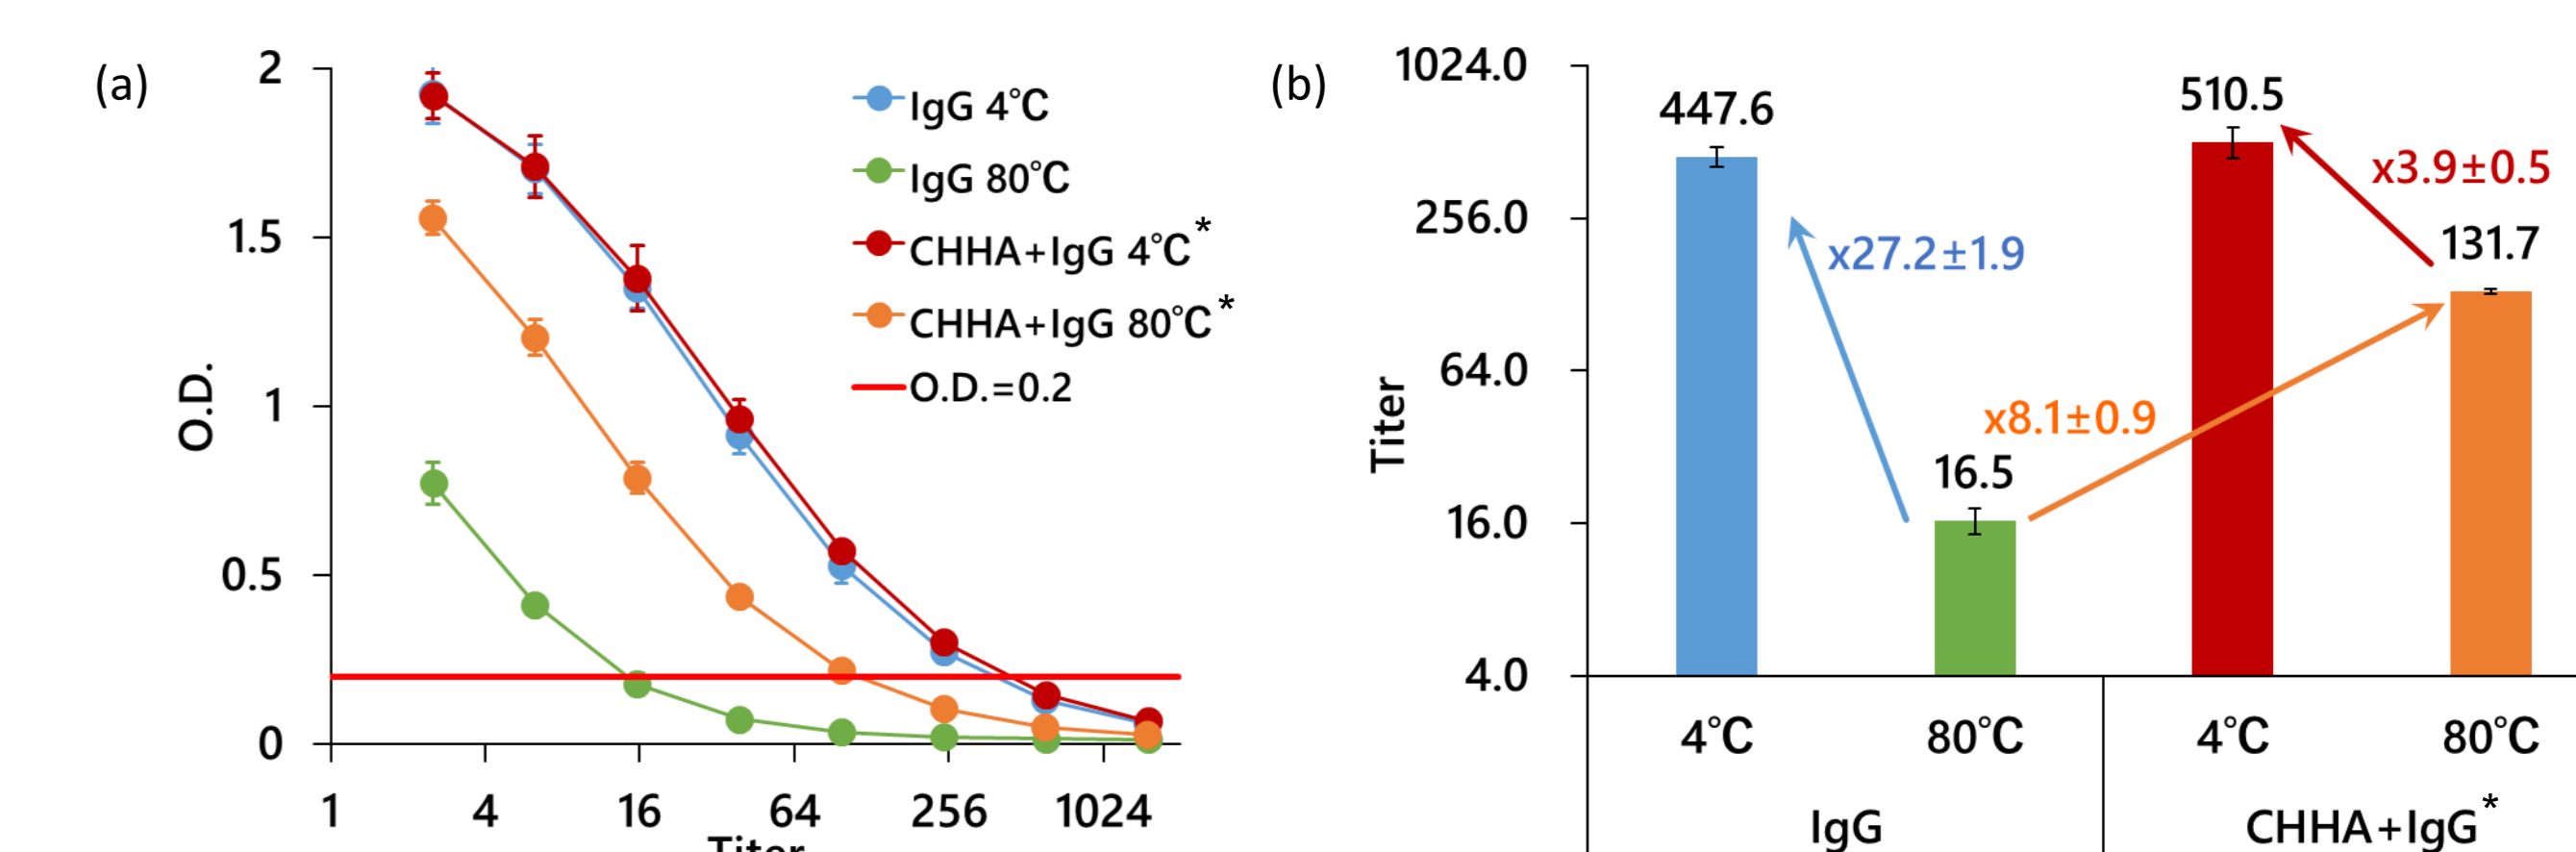 (a)
2
1.5
1
0.5
0
O.D.
1 4 16 64 256 1024
Titer
IgG 4℃
IgG 80℃
CHHA+IgG 4℃*
CHHA+IgG 80℃*
O.D.=0.2
(b)
1024.0
256.0
64.0
16.0
4.0
Titer
447.6
x27.2±1.9
16.5
x8.1±0.9
510.5
x3.9±0.5
131.7
4℃ 80℃ 4℃ 80℃
IgG CHHA+IgG*